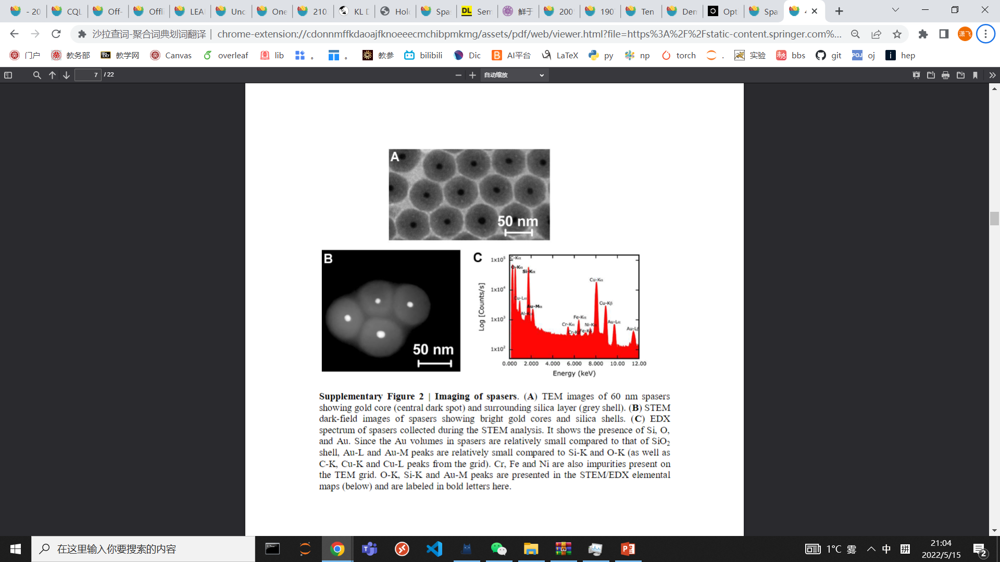 - 20
CQL
Off-
Offli
LEAI
Unc
One
210
KL D
Holo
Spa
DL
Sem
鲜于
200
190
Ten
Den
Opt
Spa
沙拉查词-聚合词典划词翻译 | chrome-extension://cdonnmffkdaoajfknoeeecmchibpmkmg/assets/pdf/web/viewer.html?file=https%3A%2F%2Fstatic-content.springer.com%...
潇飞
门户
教务部
Bb 教学网
Canvas
overleaf
lib
。
。
教参
bilibili
Dic
B AI平台
LaTeX
py
np
torch
.
实验
bbs
git
POJ oj
i hep
7 / 22
自动缩放
A
50 nm
B
50 nm
C
Log [Counts/s]
1x10⁵
1x10⁴
1x10³
1x10²
C-Kα
O-Kα
Si-Kα
Cu-Lα
Au-Mα
Al-Kα
Cr-Kα
Fe-Kα
Ni-Kα
Cu-Kα
Cu-Kβ
Au-Lα
0.000 2.000 4.000 6.000 8.000 10.00 12.00
Energy (keV)
Supplementary Figure 2 | Imaging of spasers. (A) TEM images of 60 nm spasers
showing gold core (central dark spot) and surrounding silica layer (grey shell). (B) STEM
dark-field images of spasers showing bright gold cores and silica shells. (C) EDX
spectrum of spasers collected during the STEM analysis. It shows the presence of Si, O,
and Au. Since the Au volumes in spasers are relatively small compared to that of SiO₂
shell, Au-L and Au-M peaks are relatively small compared to Si-K and O-K (as well as
C-K, Cu-K and Cu-L peaks from the grid). Cr, Fe and Ni are also impurities present on
the TEM grid. O-K, Si-K and Au-M peaks are presented in the STEM/EDX elemental
maps (below) and are labeled in bold letters here.
在这里输入你要搜索的内容
1°C 雾
中
拼
21:04
2022/5/15
2